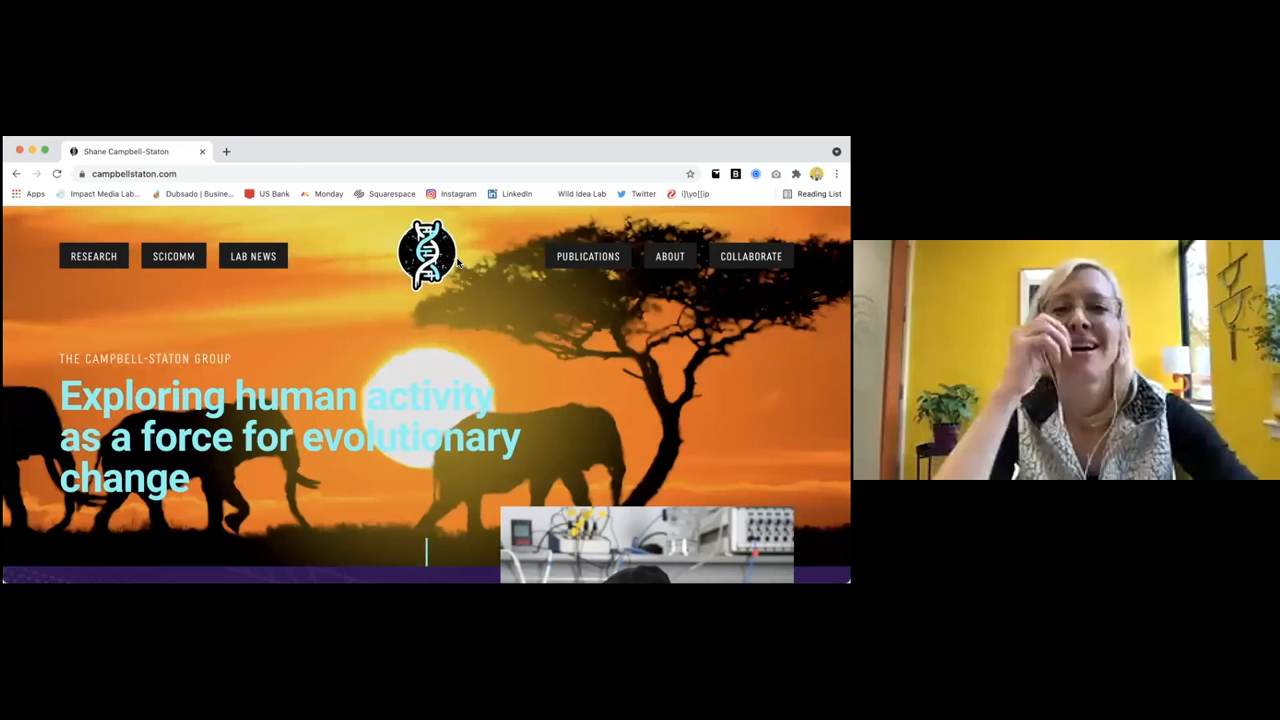 Shane Campbell-Staton
campbellstaton.com
Apps
Impact Media Lab...
Dubsado | Busine...
US Bank
Monday
Squarespace
Instagram
LinkedIn
Wild Idea Lab
Twitter
i]\yo[[ip
Reading List
RESEARCH
SCICOMM
LAB NEWS
PUBLICATIONS
ABOUT
COLLABORATE
THE CAMPBELL-STATON GROUP
Exploring human activity
as a force for evolutionary
change